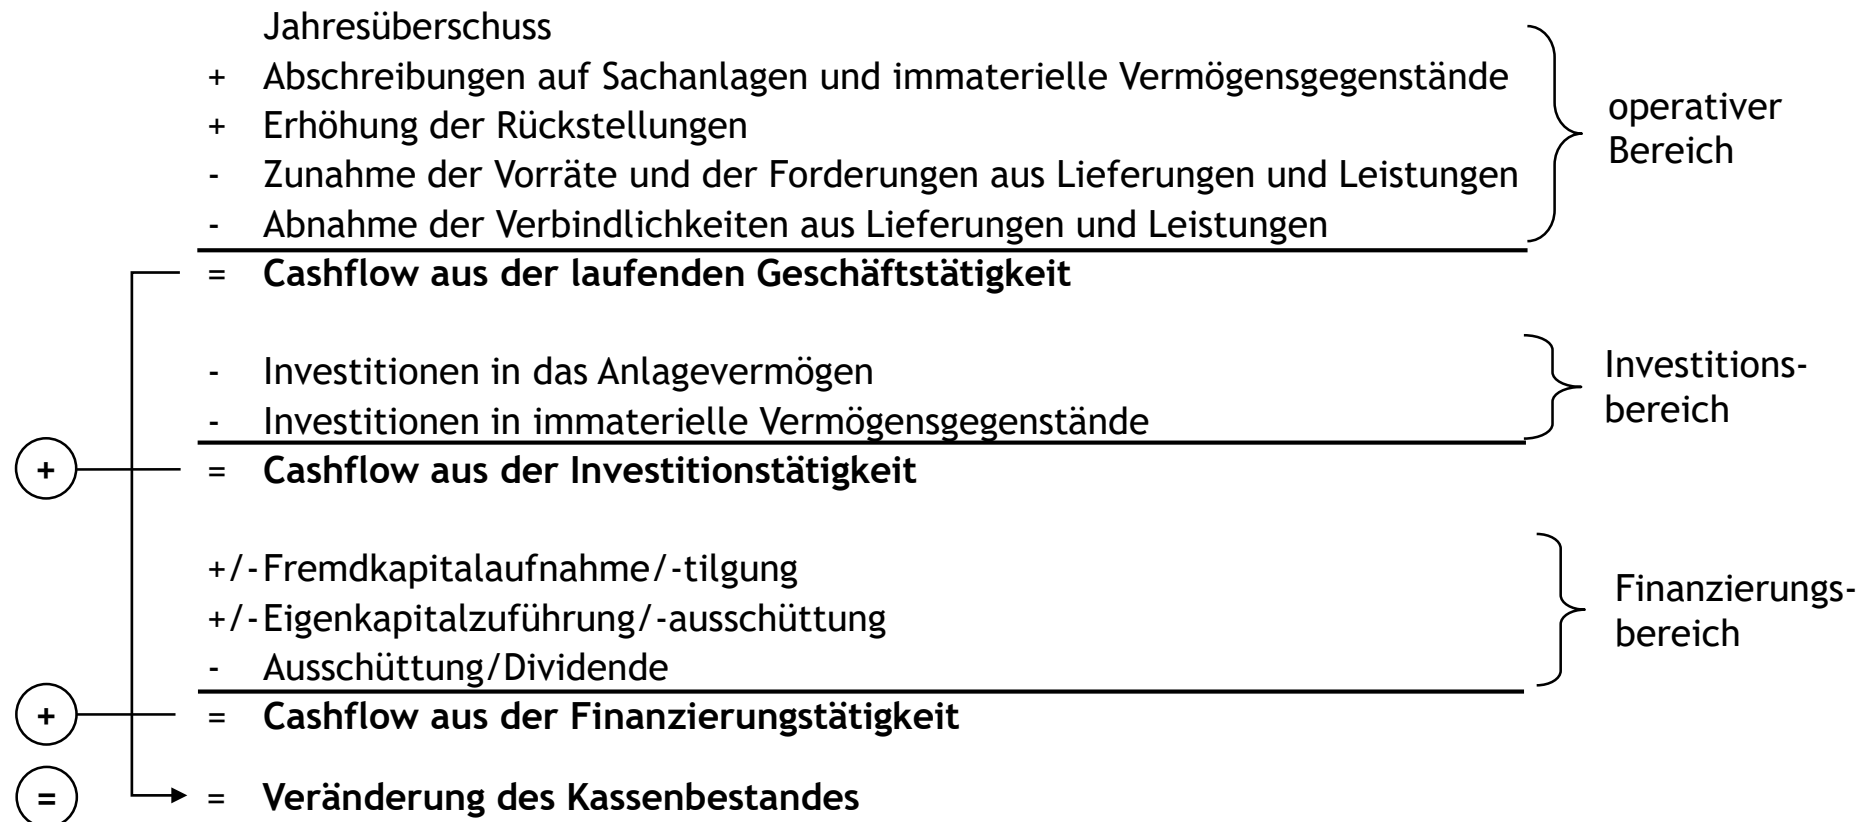 Jahresüberschuss
+ Abschreibungen auf Sachanlagen und immaterielle Vermögensgegenstände
+ Erhöhung der Rückstellungen
- Zunahme der Vorräte und der Forderungen aus Lieferungen und Leistungen
- Abnahme der Verbindlichkeiten aus Lieferungen und Leistungen
operativer
Bereich
= Cashflow aus der laufenden Geschäftstätigkeit
- Investitionen in das Anlagevermögen
- Investitionen in immaterielle Vermögensgegenstände
Investitions-
bereich
+ = Cashflow aus der Investitionstätigkeit
+/-Fremdkapitalaufnahme/-tilgung
+/-Eigenkapitalzuführung/-ausschüttung
- Ausschüttung/Dividende
Finanzierungs-
bereich
+ = Cashflow aus der Finanzierungstätigkeit
= = Veränderung des Kassenbestandes